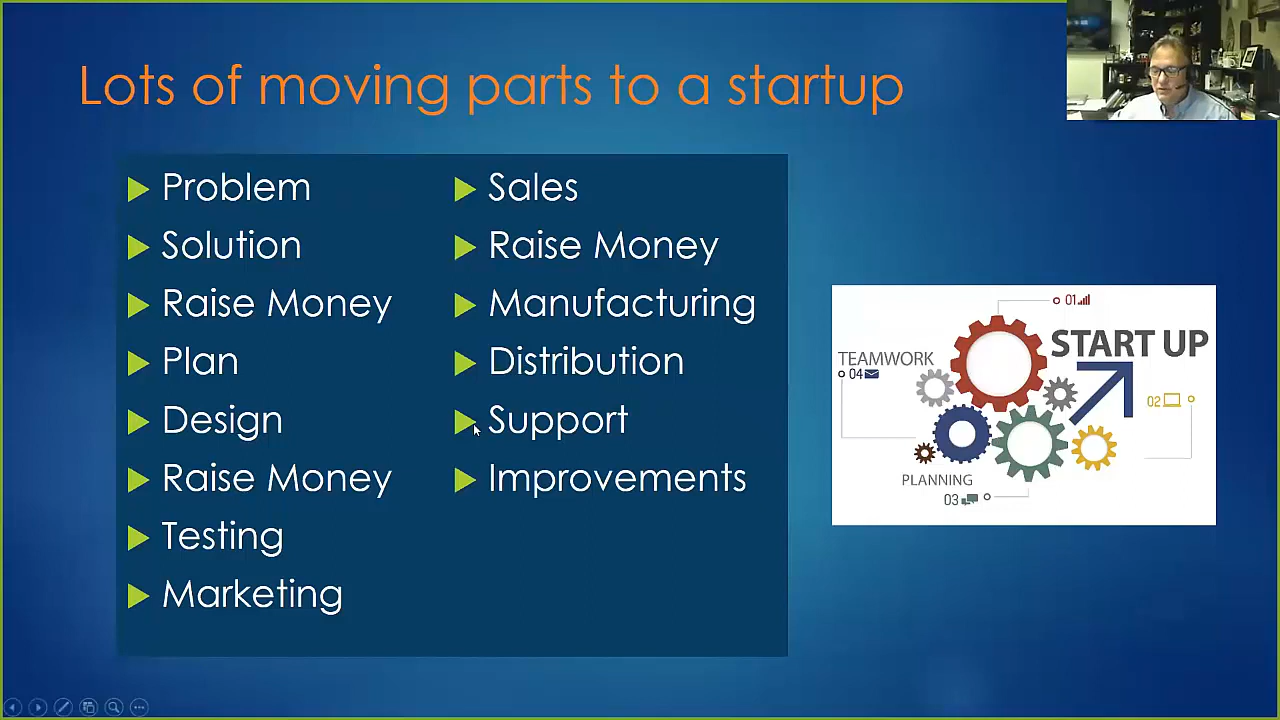 Lots of moving parts to a startup
Problem
Solution
Raise Money
Plan
Design
Raise Money
Testing
Marketing
Sales
Raise Money
Manufacturing
Distribution
Support
Improvements
01
START UP
TEAMWORK
04
02
PLANNING
03